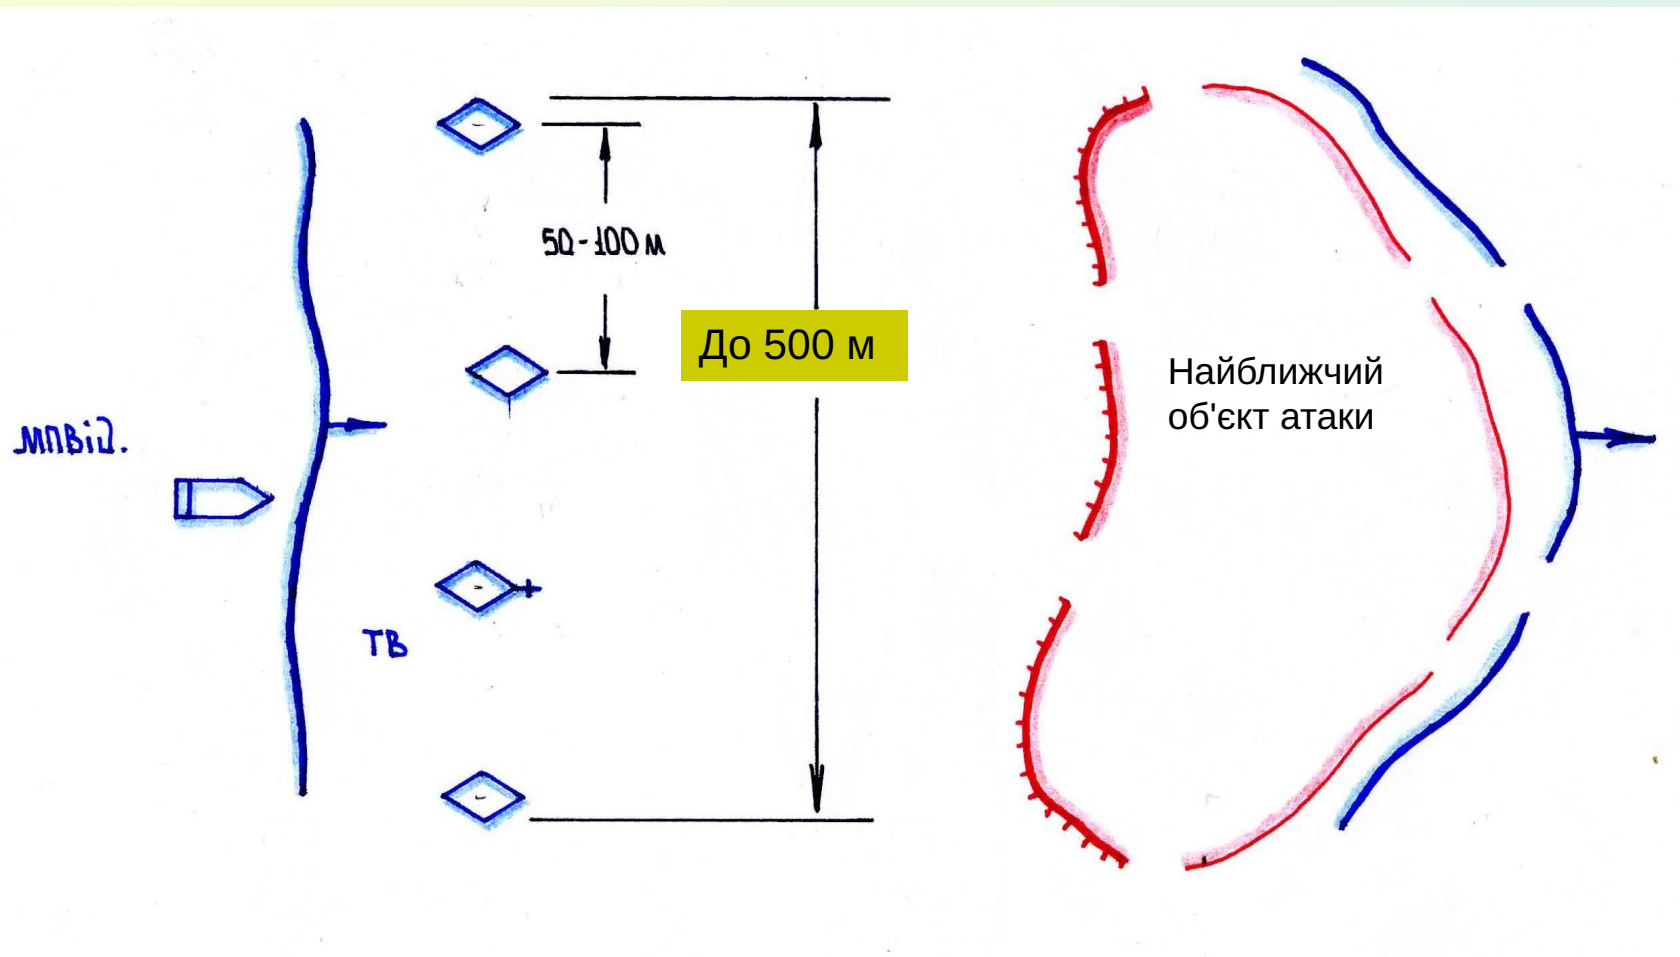 50-100 м
До 500 м
Найближчий
об'єкт атаки
МПВід.
ТВ